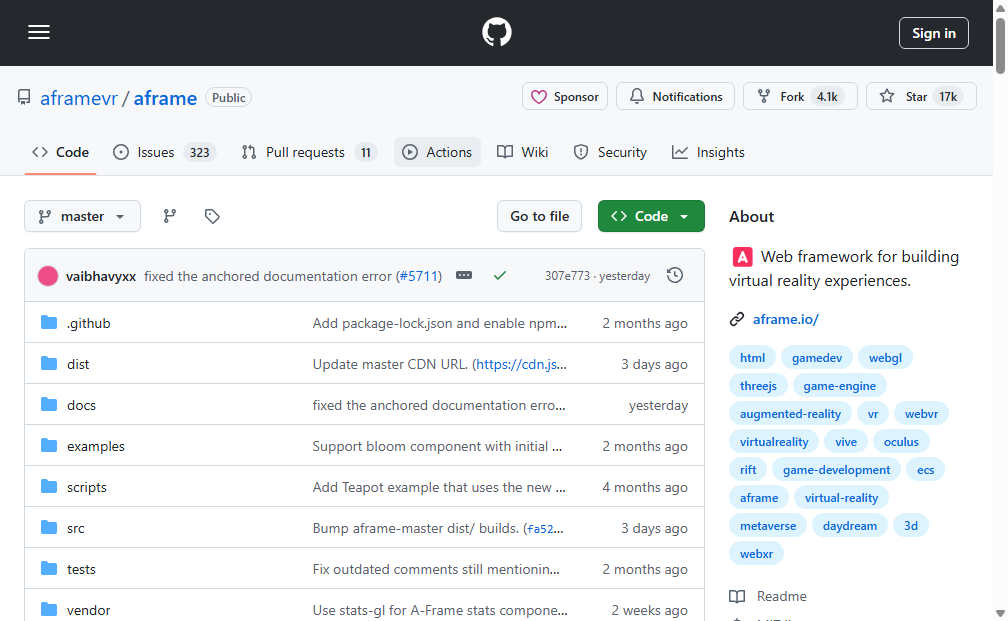 Sign in
aframevr / aframe Public
Sponsor Notifications Fork 4.1k Star 17k
Code Issues 323 Pull requests 11 Actions Wiki Security Insights
master Go to file Code
vaibhavyxx fixed the anchored documentation error (#5711) 307e773 · yesterday
.github Add package-lock.json and enable npm... 2 months ago
dist Update master CDN URL. (https://cdn.js... 3 days ago
docs fixed the anchored documentation erro... yesterday
examples Support bloom component with initial ... 2 months ago
scripts Add Teapot example that uses the new ... 4 months ago
src Bump aframe-master dist/ builds. (fa52... 3 days ago
tests Fix outdated comments still mentionin... 2 months ago
vendor Use stats-gl for A-Frame stats compone... 2 weeks ago
About
A Web framework for building
virtual reality experiences.
aframe.io/
html gamedev webgl
threejs game-engine
augmented-reality vr webvr
virtualreality vive oculus
rift game-development ecs
aframe virtual-reality
metaverse daydream 3d
webxr
Readme